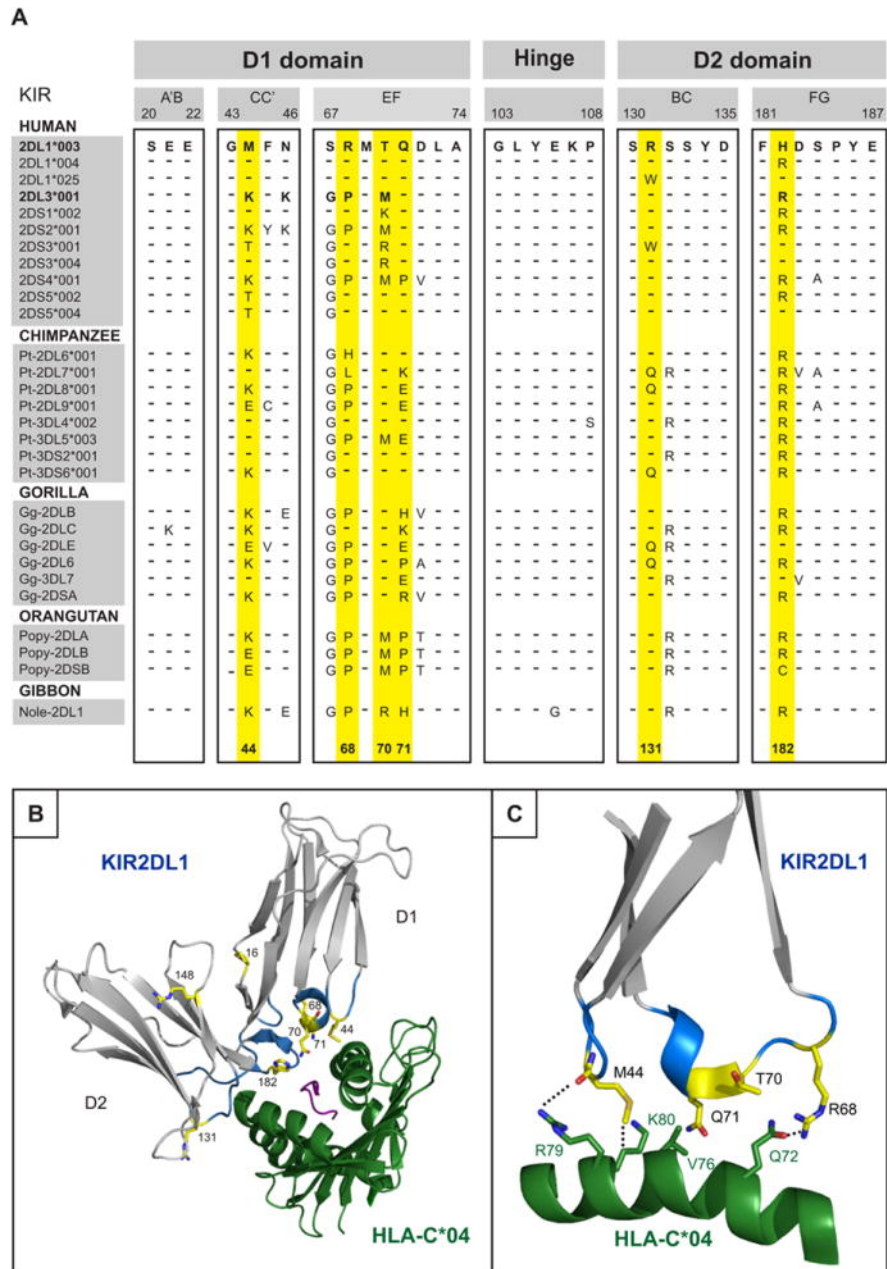 A
D1 domain Hinge D2 domain
KIR A'B CC' EF BC FG
20 22 43 46 67 74 103 108 130 135 181 187
HUMAN
2DL1*003 S E E G M F N S R M T Q D L A G L Y E K P S R S S Y D F H D S P Y E
2DL1*004 - - - - - - - - - - - - - - - - - - - - - - - - - - - - R - - - - -
2DL1*025 - - - - - - - - - - - - - - - - - - - - - - W - - - - - - - - - - -
2DL3*001 - - - - K - K G P - M - - - - - - - - - - - - - - - - - R - - - - -
2DS1*002 - - - - - - - - - - K - - - - - - - - - - - - - - - - - R - - - - -
2DS2*001 - - - - K Y K G P - M - - - - - - - - - - - - - - - - - R - - - - -
2DS3*001 - - - - T - - G - - R - - - - - - - - - - - W - - - - - - - - - - -
2DS3*004 - - - - - - - G - - R - - - - - - - - - - - - - - - - - - - - - - -
2DS4*001 - - - - K - - G P - M P V - - - - - - - - - - - - - - - R - A - - -
2DS5*002 - - - - T - - G - - - - - - - - - - - - - - - - - - - - R - - - - -
2DS5*004 - - - - T - - G - - - - - - - - - - - - - - - - - - - - - - - - - -
CHIMPANZEE
Pt-2DL6*001 - - - - K - - G H - - - - - - - - - - - - - - - - - - - R - - - - -
Pt-2DL7*001 - - - - - - - G L - - K - - - - - - - - - - Q R - - - - R V A - - -
Pt-2DL8*001 - - - - K - - G P - - E - - - - - - - - - - Q - - - - - R - - - - -
Pt-2DL9*001 - - - - E C - G P - - E - - - - - - - - - - - - - - - - R - A - - -
Pt-3DL4*002 - - - - - - - G - - - - - - - - - - - - S - - R - - - - R - - - - -
Pt-3DL5*003 - - - - - - - G P - M E - - - - - - - - - - - - - - - - R - - - - -
Pt-3DS2*001 - - - - - - - G - - - - - - - - - - - - - - - R - - - - R - - - - -
Pt-3DS6*001 - - - - K - - G - - - - - - - - - - - - - - Q - - - - - R - - - - -
GORILLA
Gg-2DLB - - - - K - E G P - - H V - - - - - - - - - - - - - - - R - - - - -
Gg-2DLC - K - - K - - G - - - K - - - - - - - - - - - R - - - - R - - - - -
Gg-2DLE - - - - E V - G P - - E - - - - - - - - - - Q R - - - - - - - - - -
Gg-2DL6 - - - - K - - G P - - P A - - - - - - - - - Q - - - - - R - - - - -
Gg-3DL7 - - - - - - - G P - - E - - - - - - - - - - - R - - - - - V - - - -
Gg-2DSA - - - - K - - G P - - R V - - - - - - - - - - - - - - - R - - - - -
ORANGUTAN
Popy-2DLA - - - - K - - G P - M P T - - - - - - - - - - R - - - - R - - - - -
Popy-2DLB - - - - E - - G P - M P T - - - - - - - - - - R - - - - R - - - - -
Popy-2DSB - - - - E - - G P - M P T - - - - - - - - - - R - - - - C - - - - -
GIBBON
Nole-2DL1 - - - - K - E G P - R H - - - - - - G - - - - R - - - - R - - - - -
44 68 70 71 131 182
B
KIR2DL1
D1
16
148
68
70
71
44
182
D2
131
HLA-C*04
C
KIR2DL1
M44
T70
R68
K80
Q71
R79
V76
Q72
HLA-C*04